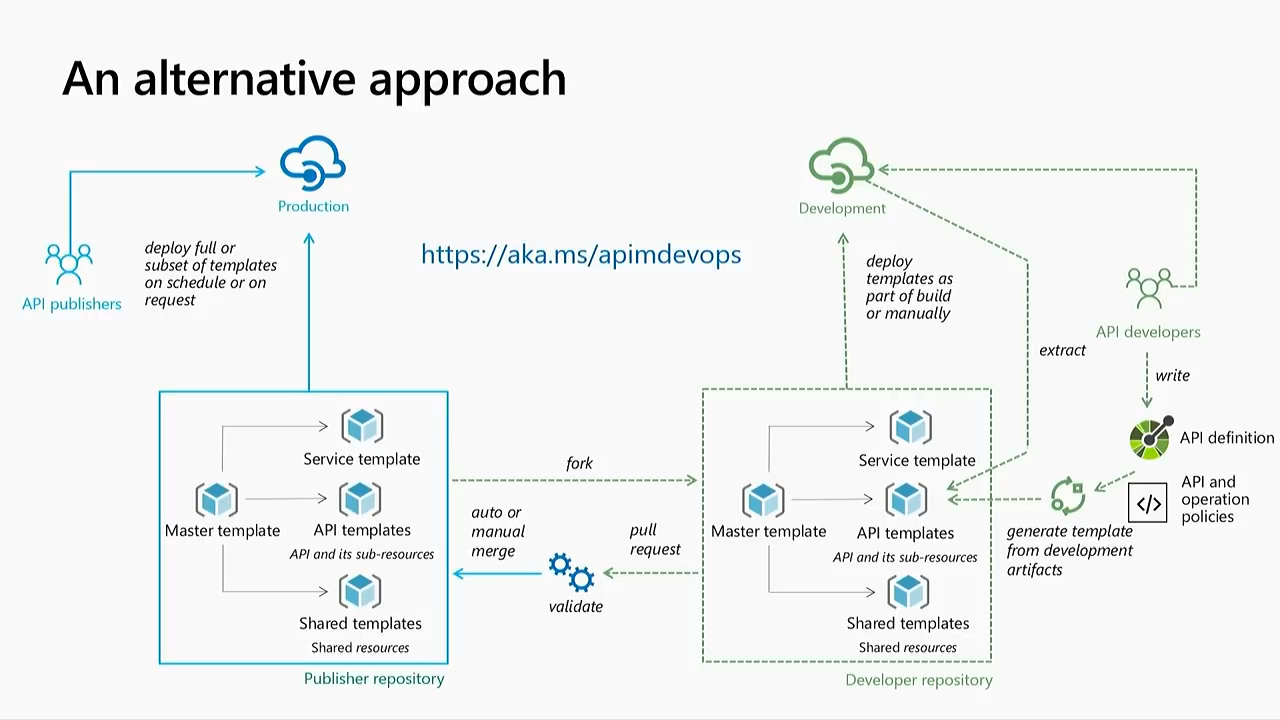 An alternative approach
Production
Development
API publishers
deploy full or
subset of templates
on schedule or on
request
https://aka.ms/apimdevops
deploy
templates as
part of build
or manually
API developers
extract
write
API definition
API and
operation
policies
generate template
from development
artifacts
Service template
Master template
API templates
API and its sub-resources
Shared templates
Shared resources
Publisher repository
fork
auto or
manual
merge
pull
request
validate
Service template
Master template
API templates
API and its sub-resources
Shared templates
Shared resources
Developer repository